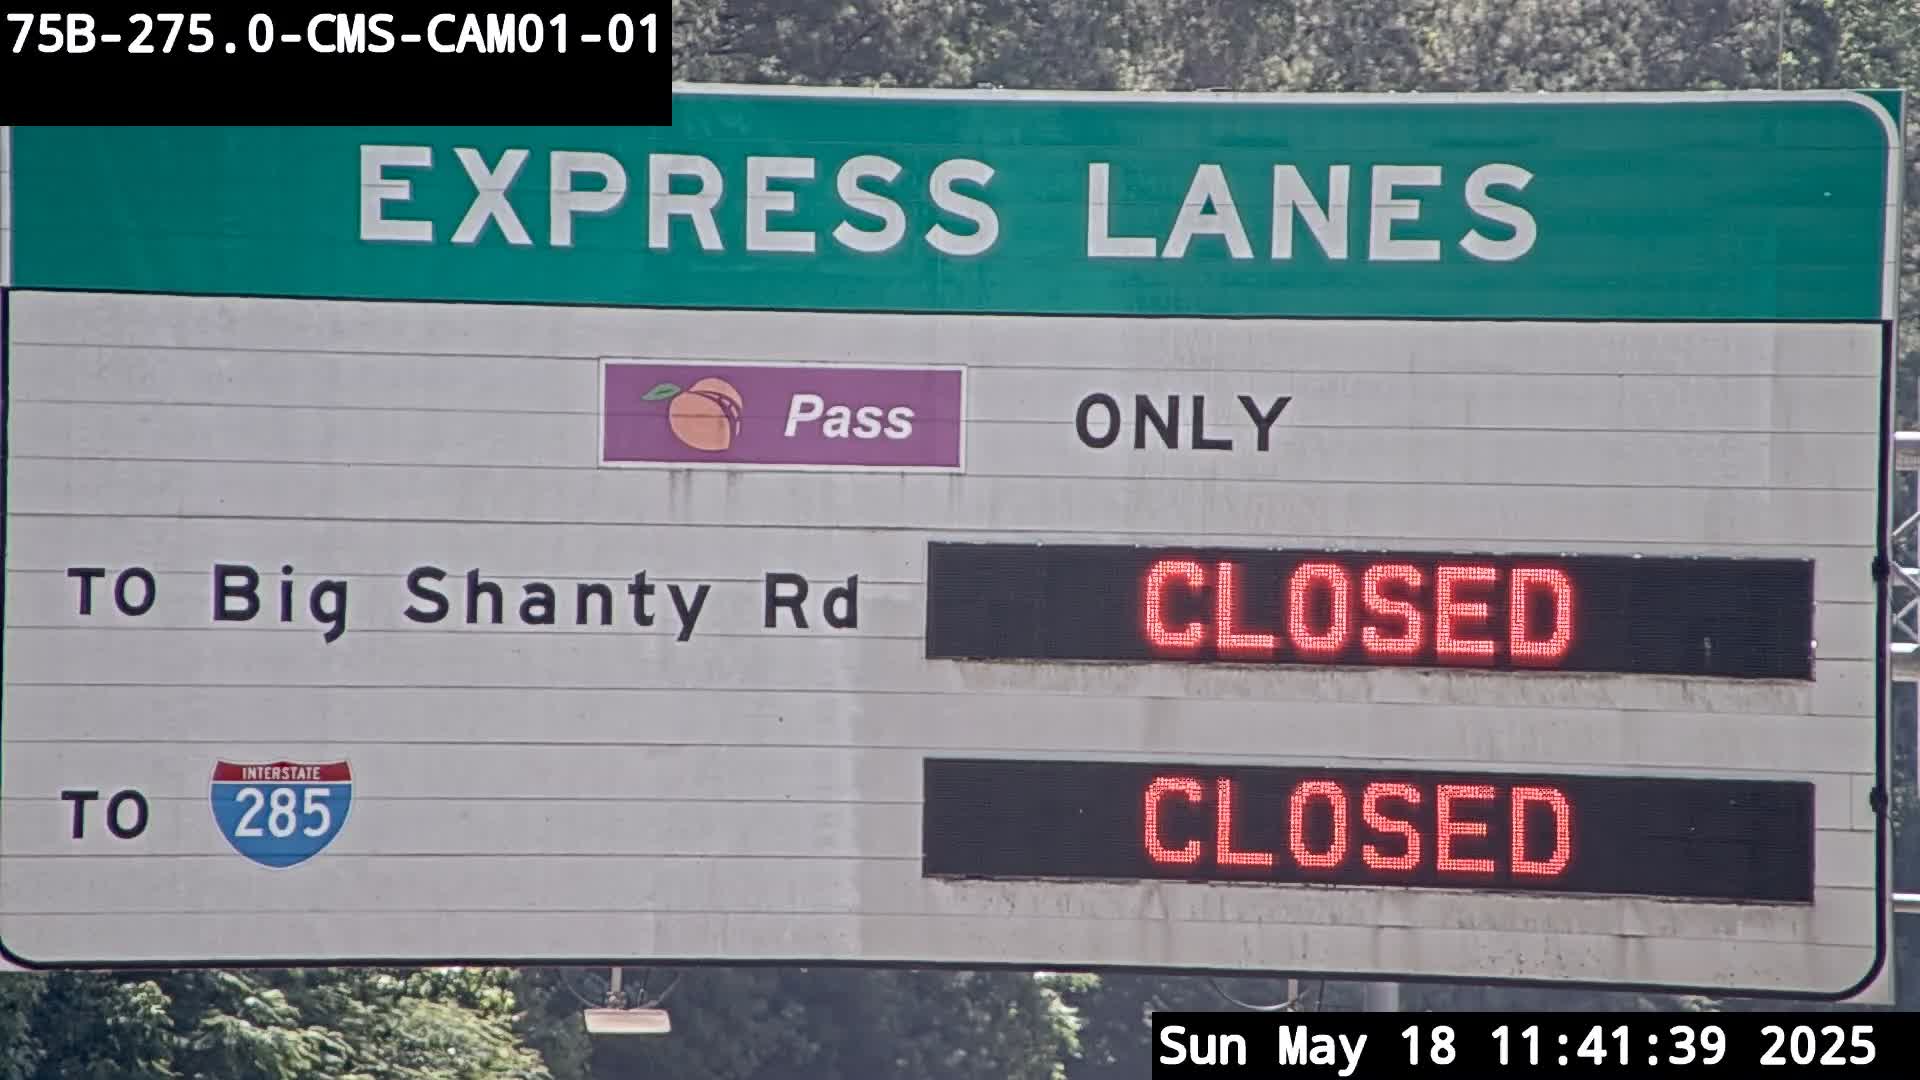 75B-275.0-CMS-CAM01-01
EXPRESS LANES
Pass ONLY
TO Big Shanty Rd CLOSED
TO INTERSTATE 285 CLOSED
Sun May 18 11:41:39 2025